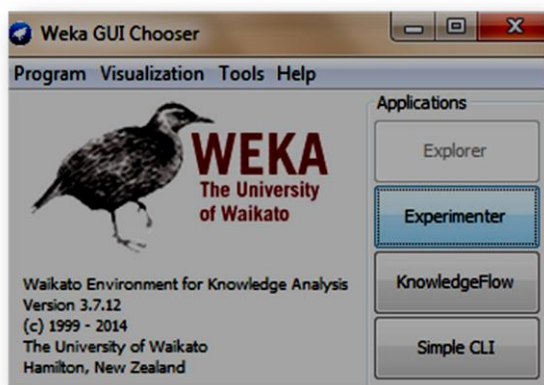 Weka GUI Chooser
Program Visualization Tools Help
Applications
WEKA
The University
of Waikato
Explorer
Experimenter
KnowledgeFlow
Simple CLI
Waikato Environment for Knowledge Analysis
Version 3.7.12
(c) 1999 - 2014
The University of Waikato
Hamilton, New Zealand